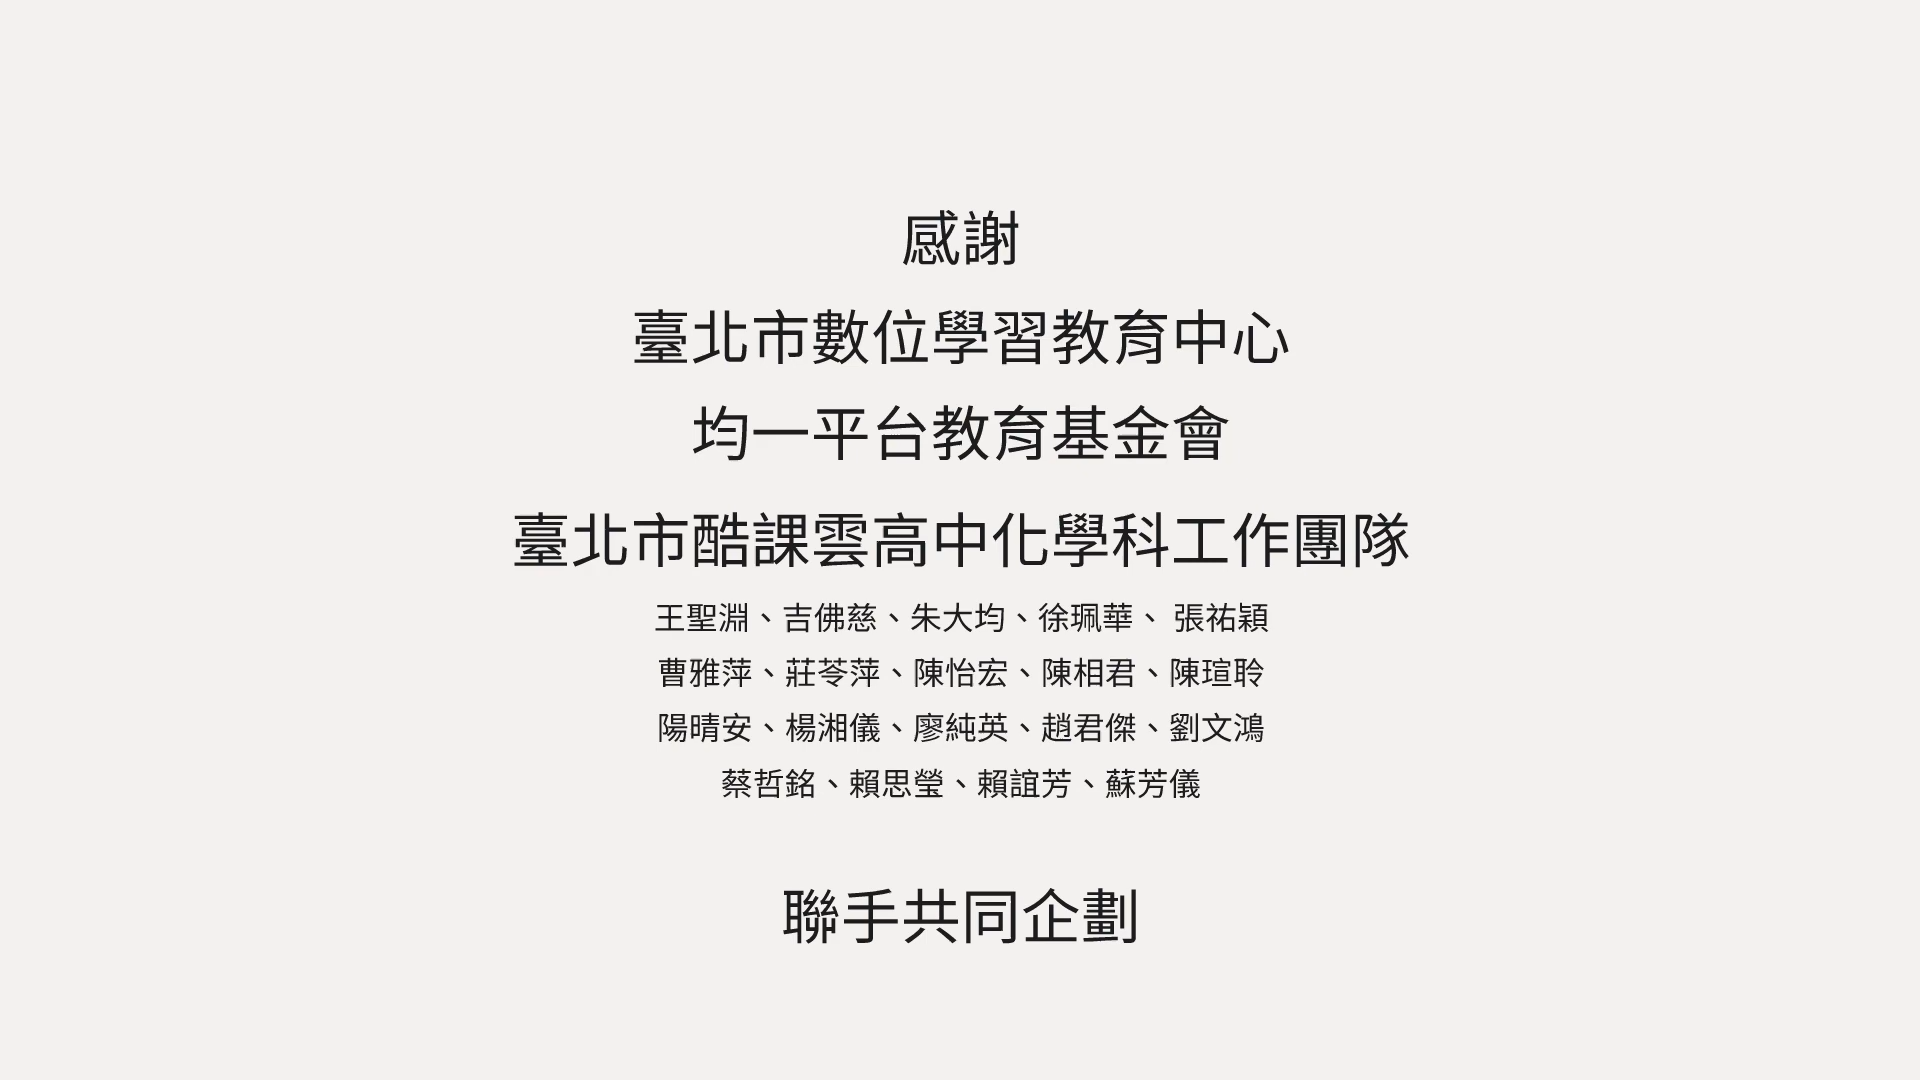 感謝
臺北市數位學習教育中心
均一平台教育基金會
臺北市酷課雲高中化學科工作團隊
王聖淵、吉佛慈、朱大均、徐珮華、 張祐穎
曹雅萍、莊苓萍、陳怡宏、陳相君、陳瑄聆
陽晴安、楊湘儀、廖純英、趙君傑、劉文鴻
蔡哲銘、賴思瑩、賴誼芳、蘇芳儀
聯手共同企劃